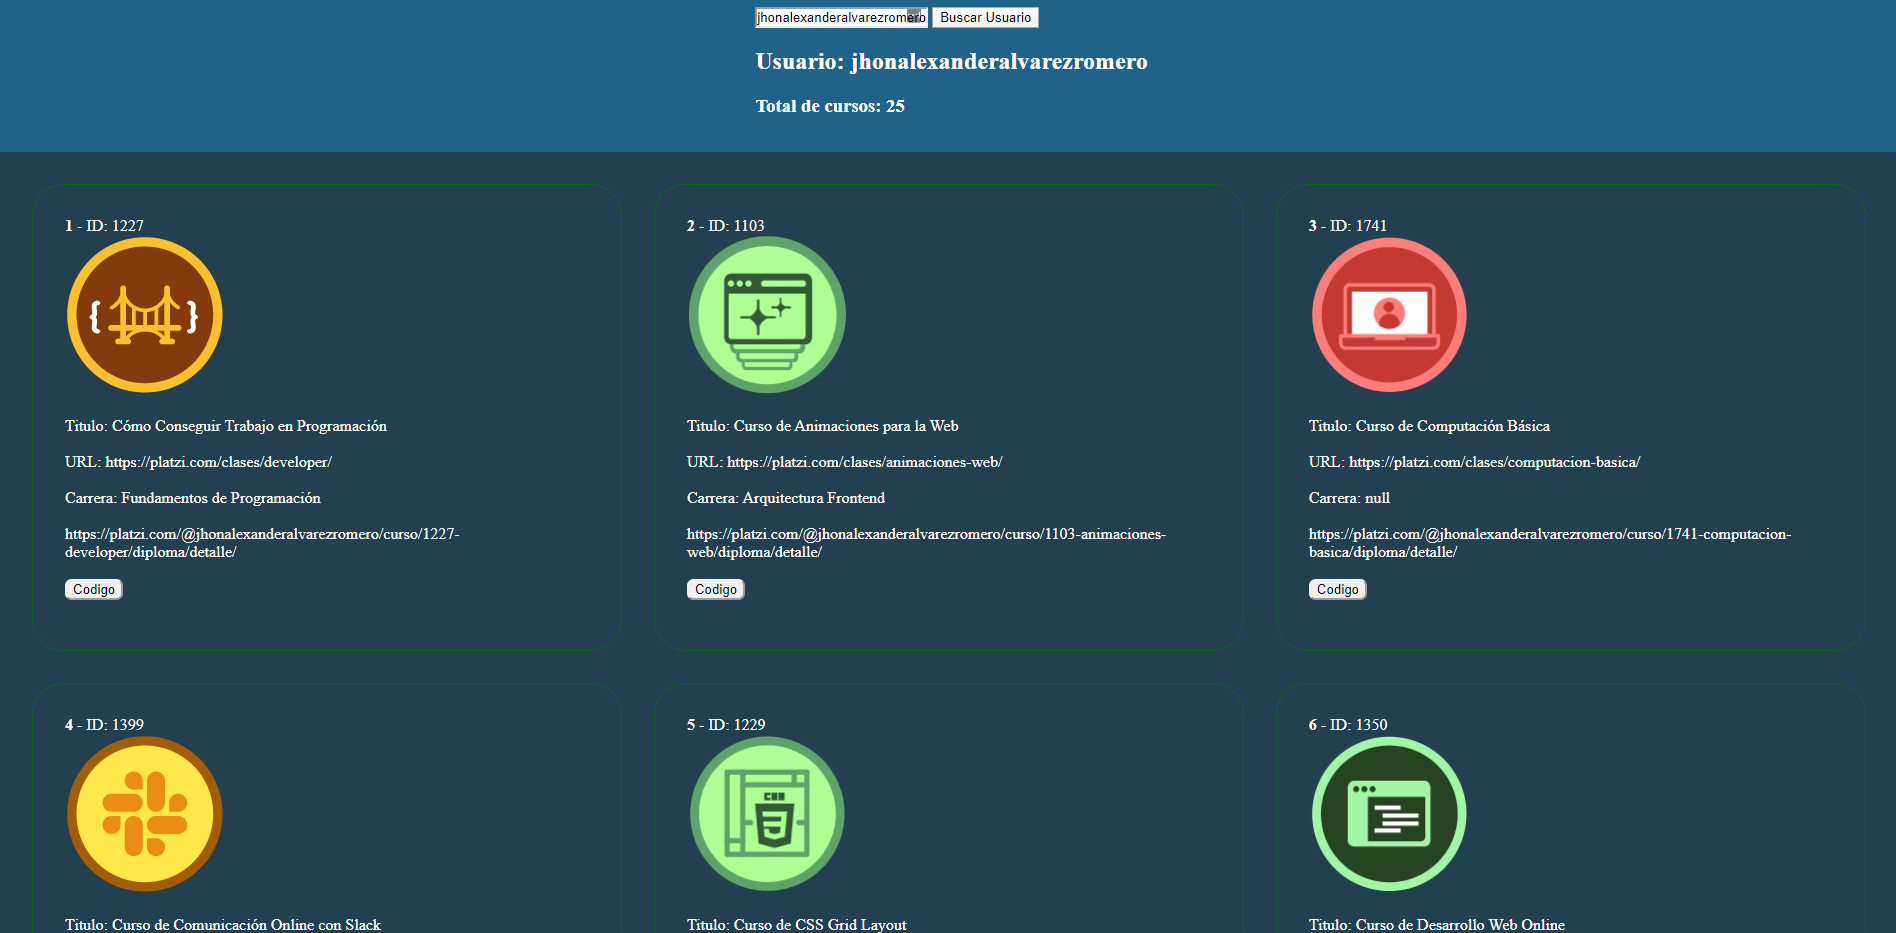 jhonalexanderalvarezromero Buscar Usuario
Usuario: jhonalexanderalvarezromero
Total de cursos: 25
1 - ID: 1227
{ }
Titulo: Cómo Conseguir Trabajo en Programación
URL: https://platzi.com/clases/developer/
Carrera: Fundamentos de Programación
https://platzi.com/@jhonalexanderalvarezromero/curso/1227-
developer/diploma/detalle/
Codigo
2 - ID: 1103
Titulo: Curso de Animaciones para la Web
URL: https://platzi.com/clases/animaciones-web/
Carrera: Arquitectura Frontend
https://platzi.com/@jhonalexanderalvarezromero/curso/1103-animaciones-
web/diploma/detalle/
Codigo
3 - ID: 1741
Titulo: Curso de Computación Básica
URL: https://platzi.com/clases/computacion-basica/
Carrera: null
https://platzi.com/@jhonalexanderalvarezromero/curso/1741-computacion-
basica/diploma/detalle/
Codigo
4 - ID: 1399
Titulo: Curso de Comunicación Online con Slack
5 - ID: 1229
CSS
3
Titulo: Curso de CSS Grid Layout
6 - ID: 1350
Titulo: Curso de Desarrollo Web Online